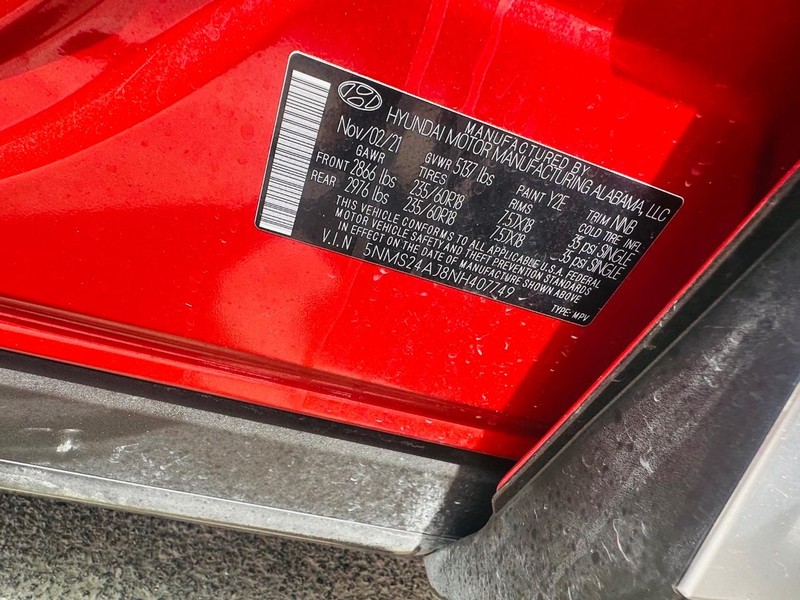 MANUFACTURED BY
HYUNDAI MOTOR MANUFACTURING ALABAMA, LLC
Nov/02/21 GVWR 5137 lbs PAINT Y2E TRIM NNB
GAWR TIRES RIMS COLD TIRE INFL
FRONT 2866 lbs 235/60R18 7.5X18 35 psi SINGLE
REAR 2976 lbs 235/60R18 7.5X18 35 psi SINGLE
THIS VEHICLE CONFORMS TO ALL APPLICABLE U.S.A. FEDERAL
MOTOR VEHICLE SAFETY AND THEFT PREVENTION STANDARDS
IN EFFECT ON THE DATE OF MANUFACTURE SHOWN ABOVE
V.I.N 5NMS24AJ8NH407749 TYPE: MPV